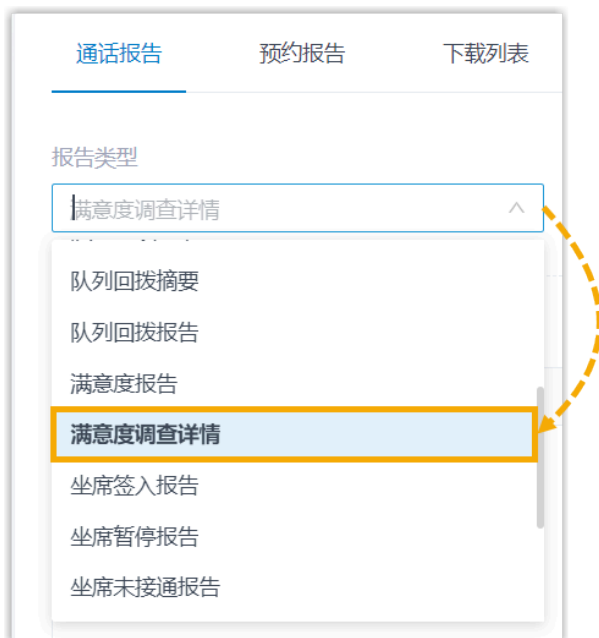 通话报告 预约报告 下载列表
报告类型
满意度调查详情
队列回拨摘要
队列回拨报告
满意度报告
满意度调查详情
坐席签入报告
坐席暂停报告
坐席未接通报告